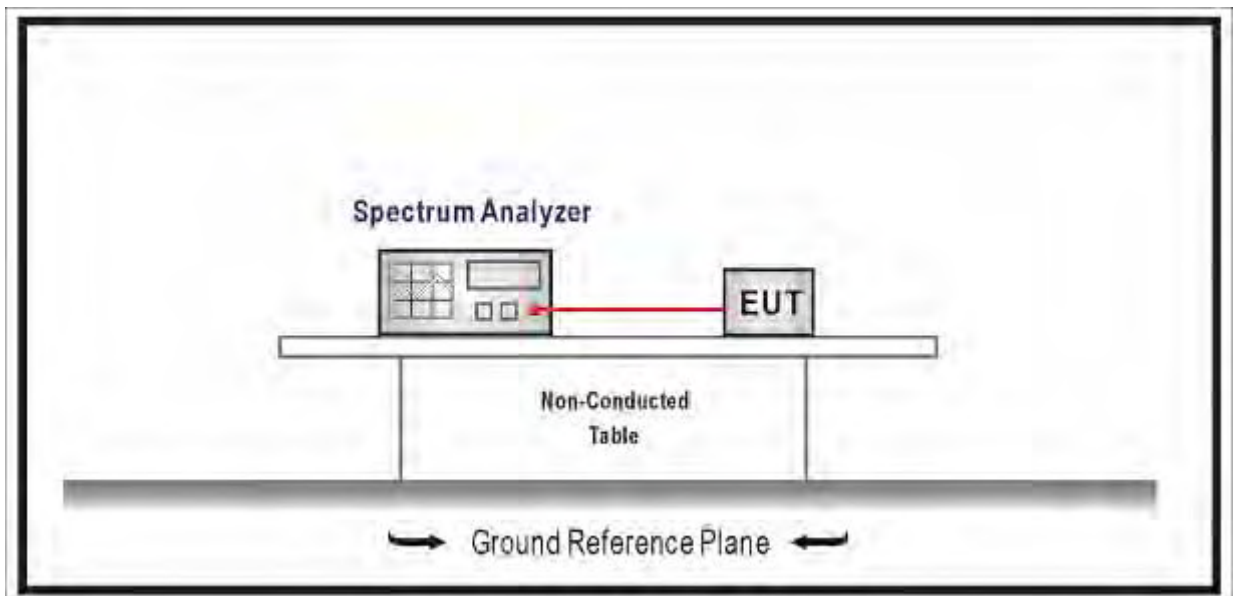 Spectrum Analyzer
EUT
Non-Conducted
Table
Ground Reference Plane